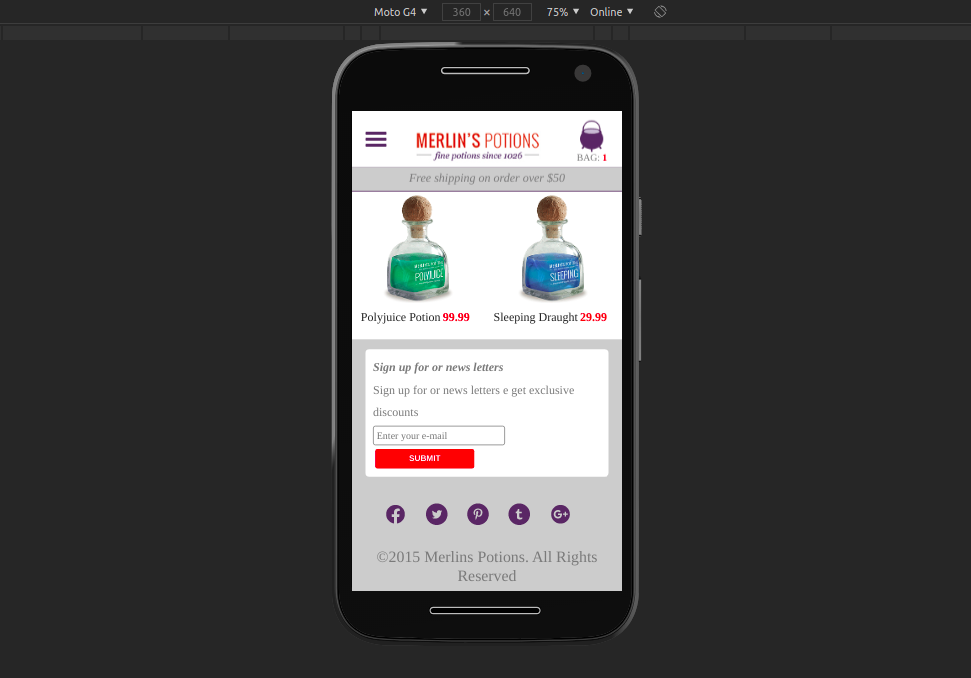 Moto G4 ▼ 360 × 640 75% ▼ Online ▼
MERLIN'S POTIONS
fine potions since 1026
BAG: 1
Free shipping on order over $50
POLYJUICE
SLEEPING
Polyjuice Potion 99.99
Sleeping Draught 29.99
Sign up for or news letters
Sign up for or news letters e get exclusive
discounts
Enter your e-mail
SUBMIT
©2015 Merlins Potions. All Rights
Reserved